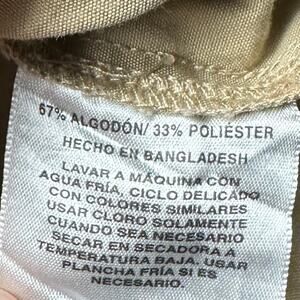 67% ALGODÓN/ 33% POLIÉSTER
HECHO EN BANGLADESH
LAVAR A MÁQUINA CON
AGUA FRÍA, CICLO DELICADO
CON COLORES SIMILARES
USAR CLORO SOLAMENTE
CUANDO SEA NECESARIO
SECAR EN SECADORA A
TEMPERATURA BAJA. USAR
PLANCHA FRÍA SI ES
NECESARIO.